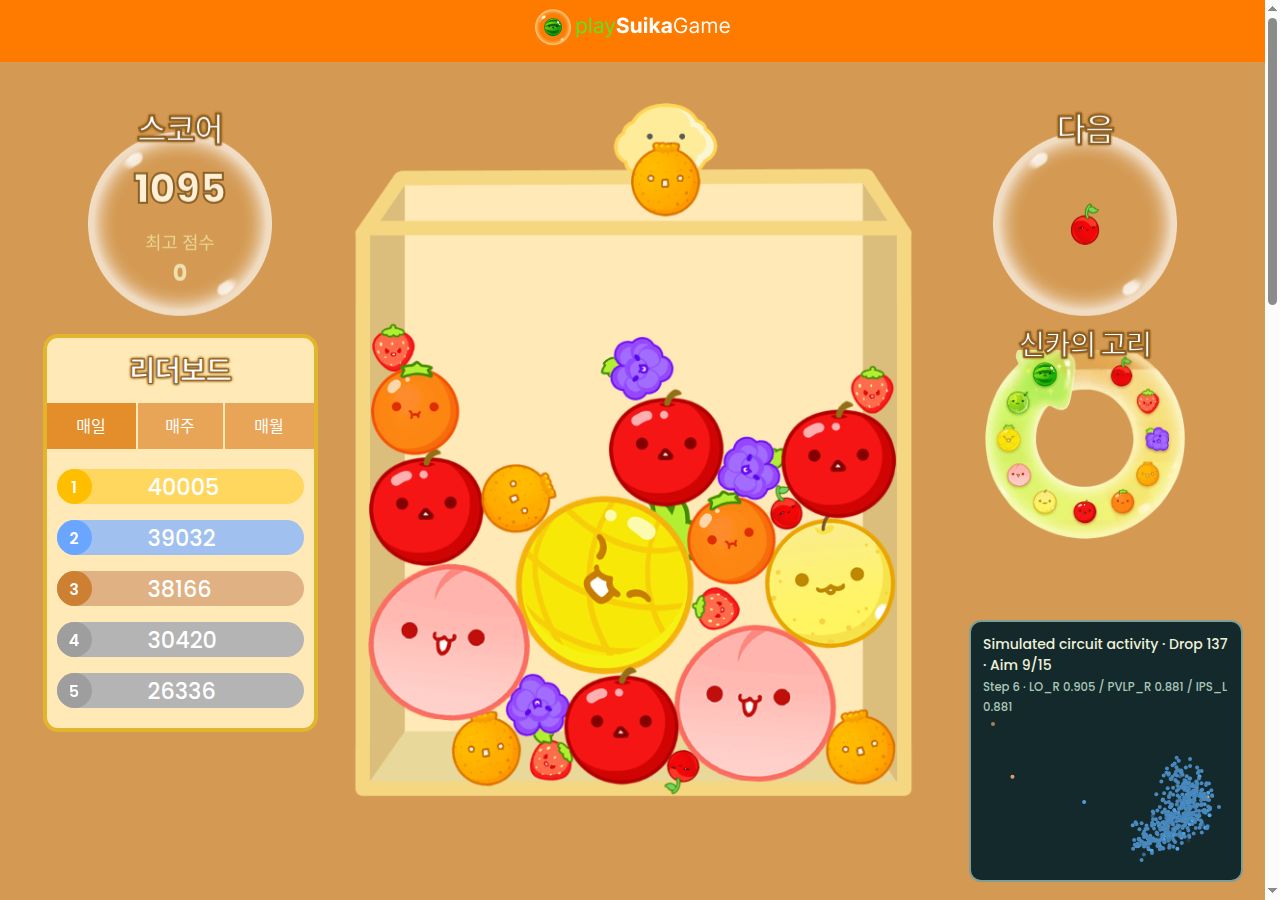 playSuikaGame
스코어
1095
최고 점수
0
다음
신카의 고리
리더보드
매일 매주 매월
1 40005
2 39032
3 38166
4 30420
5 26336
Simulated circuit activity · Drop 137
· Aim 9/15
Step 6 · LO_R 0.905 / PVLP_R 0.881 / IPS_L
0.881